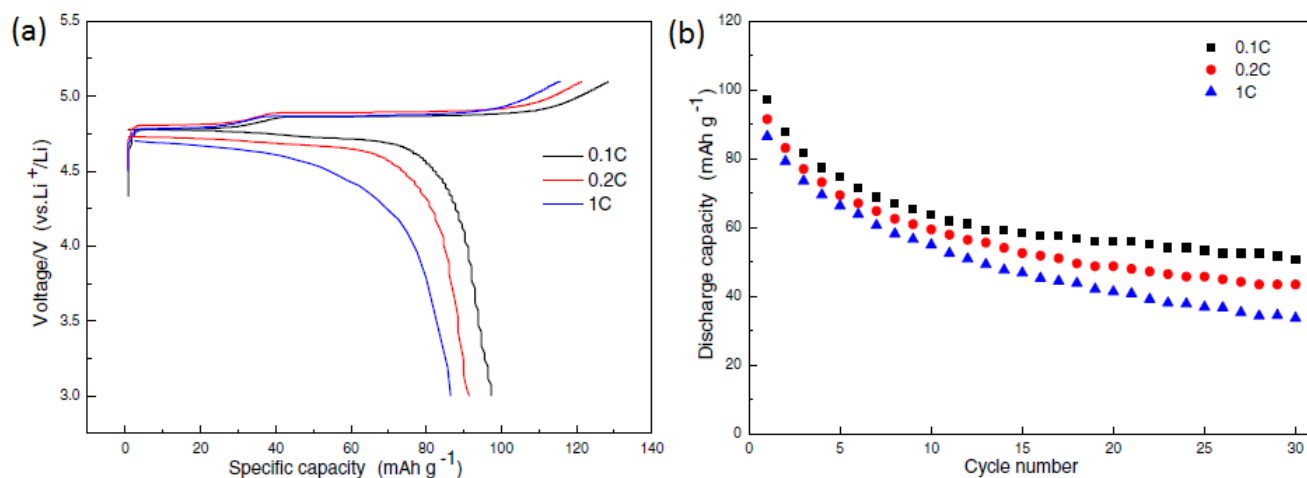 (a)
5.5
5.0
4.5
4.0
3.5
3.0
Voltage/V (vs.Li⁺/Li)
0.1C
0.2C
1C
0 20 40 60 80 100 120 140
Specific capacity (mAh g⁻¹)
(b)
120
100
80
60
40
20
0
Discharge capacity (mAh g⁻¹)
0.1C
0.2C
1C
0 5 10 15 20 25 30
Cycle number